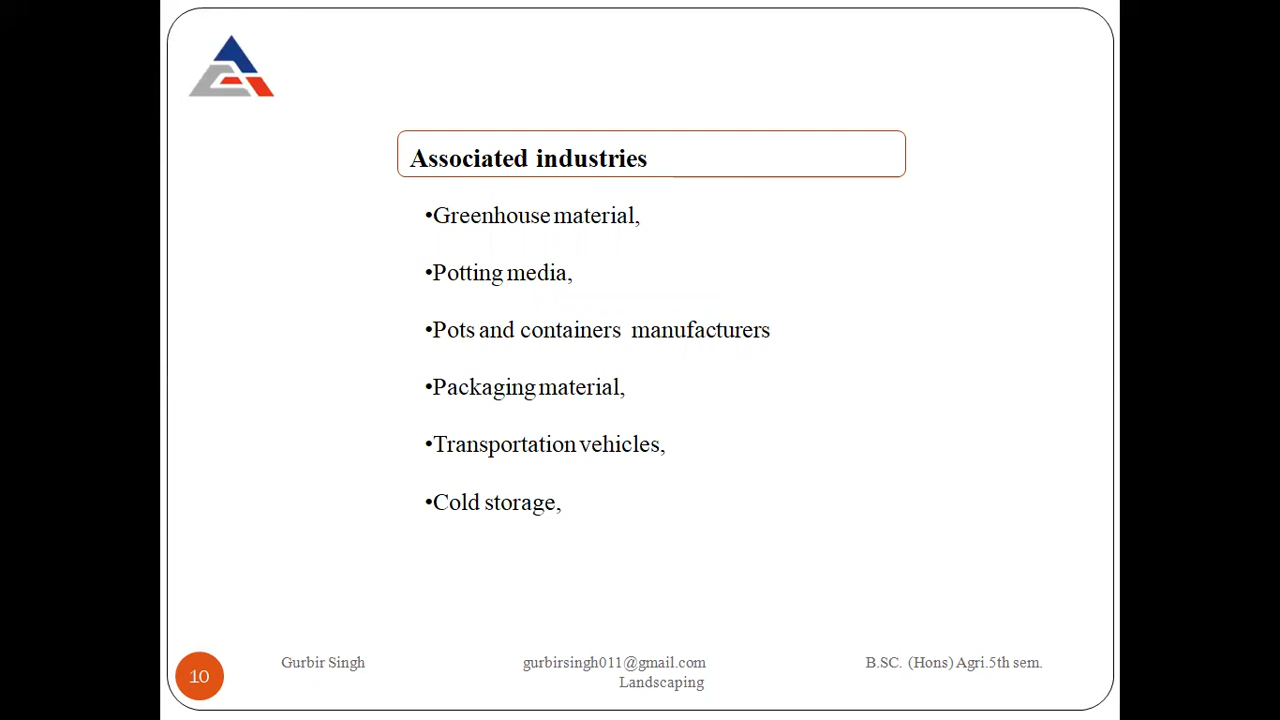 Associated industries
•Greenhouse material,
•Potting media,
•Pots and containers manufacturers
•Packaging material,
•Transportation vehicles,
•Cold storage,
10
Gurbir Singh
gurbirsingh011@gmail.com
Landscaping
B.SC. (Hons) Agri.5th sem.